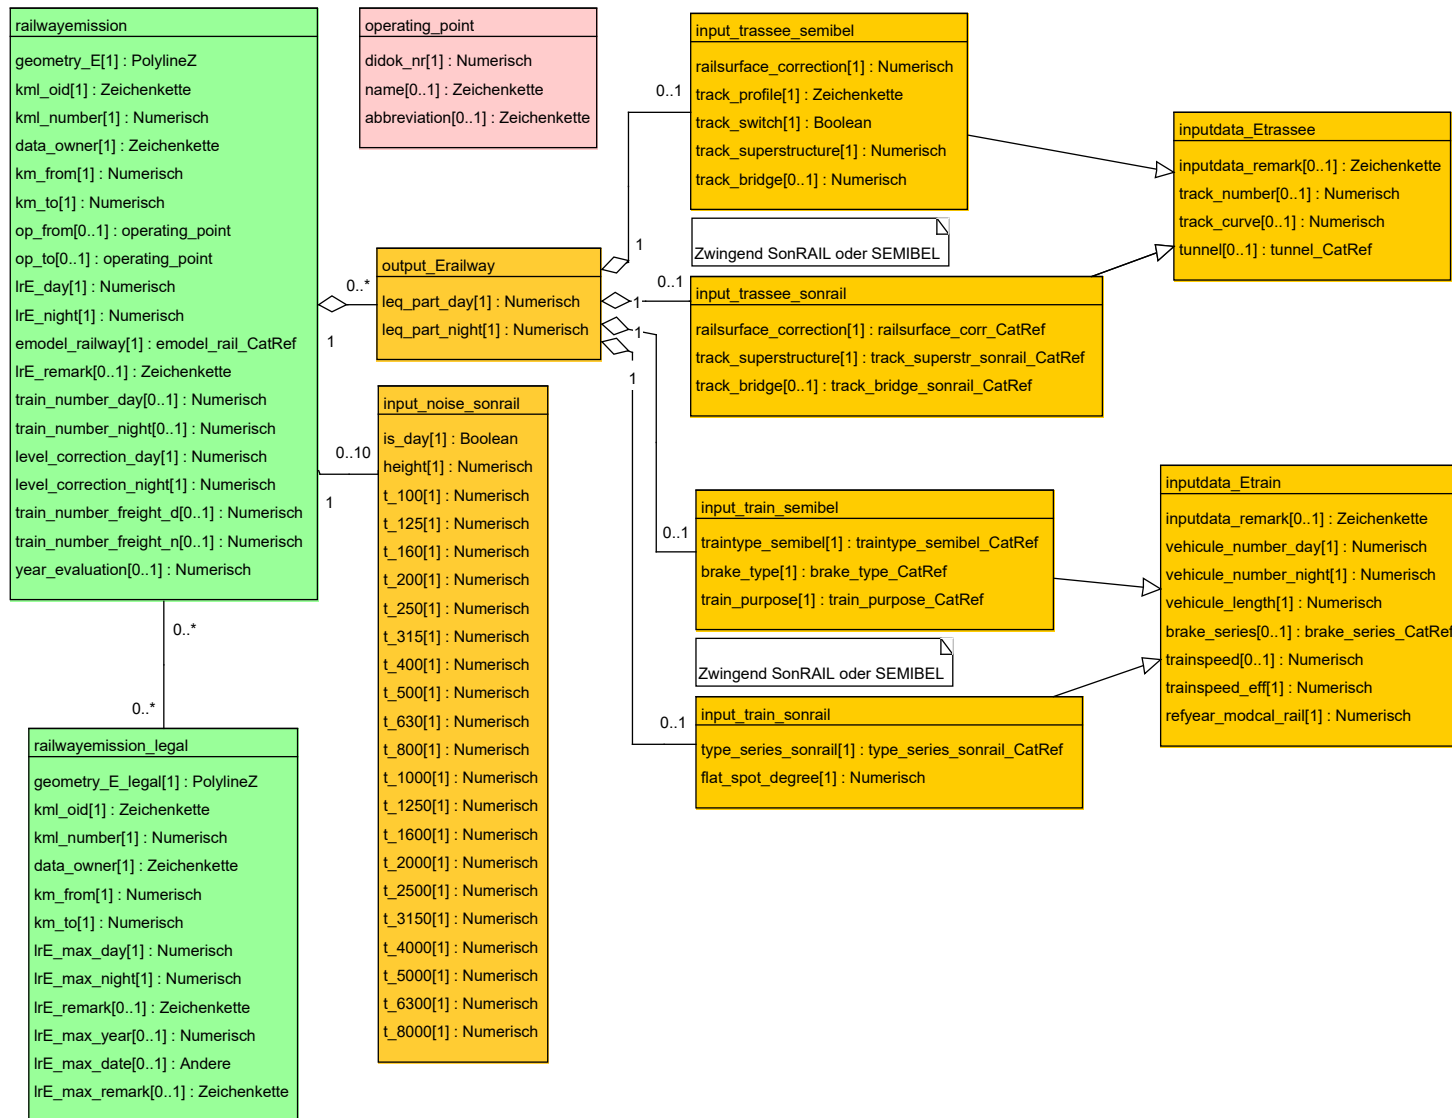 railwayemission
geometry_E[1] : PolylineZ
kml_oid[1] : Zeichenkette
kml_number[1] : Numerisch
data_owner[1] : Zeichenkette
km_from[1] : Numerisch
km_to[1] : Numerisch
op_from[0..1] : operating_point
op_to[0..1] : operating_point
lrE_day[1] : Numerisch
lrE_night[1] : Numerisch
emodel_railway[1] : emodel_rail_CatRef
lrE_remark[0..1] : Zeichenkette
train_number_day[0..1] : Numerisch
train_number_night[0..1] : Numerisch
level_correction_day[1] : Numerisch
level_correction_night[1] : Numerisch
train_number_freight_d[0..1] : Numerisch
train_number_freight_n[0..1] : Numerisch
year_evaluation[0..1] : Numerisch
0..*
0..*
railwayemission_legal
geometry_E_legal[1] : PolylineZ
kml_oid[1] : Zeichenkette
kml_number[1] : Numerisch
data_owner[1] : Zeichenkette
km_from[1] : Numerisch
km_to[1] : Numerisch
lrE_max_day[1] : Numerisch
lrE_max_night[1] : Numerisch
lrE_remark[0..1] : Zeichenkette
lrE_max_year[0..1] : Numerisch
lrE_max_date[0..1] : Andere
lrE_max_remark[0..1] : Zeichenkette
operating_point
didok_nr[1] : Numerisch
name[0..1] : Zeichenkette
abbreviation[0..1] : Zeichenkette
0..*
1
output_Erailway
leq_part_day[1] : Numerisch
leq_part_night[1] : Numerisch
0..10
1
input_noise_sonrail
is_day[1] : Boolean
height[1] : Numerisch
t_100[1] : Numerisch
t_125[1] : Numerisch
t_160[1] : Numerisch
t_200[1] : Numerisch
t_250[1] : Numerisch
t_315[1] : Numerisch
t_400[1] : Numerisch
t_500[1] : Numerisch
t_630[1] : Numerisch
t_800[1] : Numerisch
t_1000[1] : Numerisch
t_1250[1] : Numerisch
t_1600[1] : Numerisch
t_2000[1] : Numerisch
t_2500[1] : Numerisch
t_3150[1] : Numerisch
t_4000[1] : Numerisch
t_5000[1] : Numerisch
t_6300[1] : Numerisch
t_8000[1] : Numerisch
0..1
1
0..1
1
1
1
0..1
0..1
input_trassee_semibel
railsurface_correction[1] : Numerisch
track_profile[1] : Zeichenkette
track_switch[1] : Boolean
track_superstructure[1] : Numerisch
track_bridge[0..1] : Numerisch
Zwingend SonRAIL oder SEMIBEL
input_trassee_sonrail
railsurface_correction[1] : railsurface_corr_CatRef
track_superstructure[1] : track_superstr_sonrail_CatRef
track_bridge[0..1] : track_bridge_sonrail_CatRef
input_train_semibel
traintype_semibel[1] : traintype_semibel_CatRef
brake_type[1] : brake_type_CatRef
train_purpose[1] : train_purpose_CatRef
Zwingend SonRAIL oder SEMIBEL
input_train_sonrail
type_series_sonrail[1] : type_series_sonrail_CatRef
flat_spot_degree[1] : Numerisch
inputdata_Etrassee
inputdata_remark[0..1] : Zeichenkette
track_number[0..1] : Numerisch
track_curve[0..1] : Numerisch
tunnel[0..1] : tunnel_CatRef
inputdata_Etrain
inputdata_remark[0..1] : Zeichenkette
vehicule_number_day[1] : Numerisch
vehicule_number_night[1] : Numerisch
vehicule_length[1] : Numerisch
brake_series[0..1] : brake_series_CatRef
trainspeed[0..1] : Numerisch
trainspeed_eff[1] : Numerisch
refyear_modcal_rail[1] : Numerisch